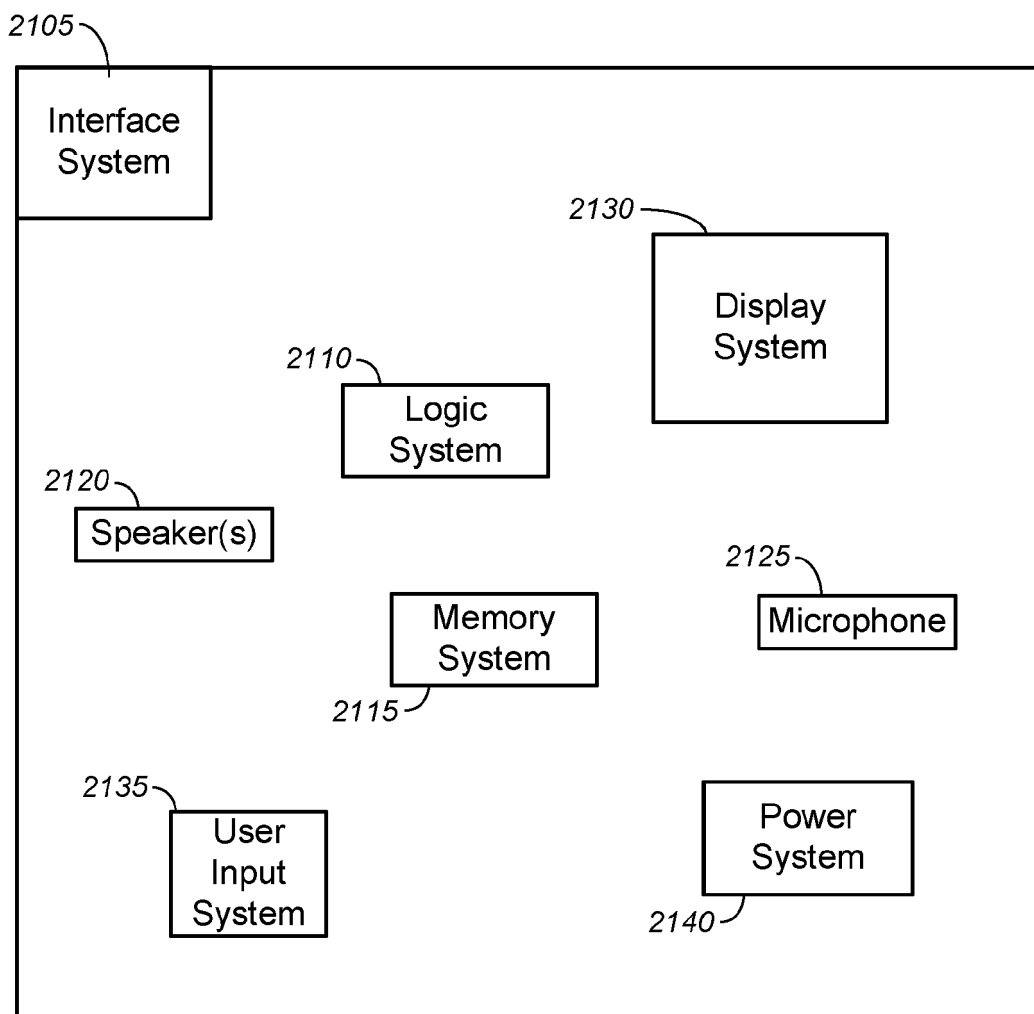 2105
Interface
System
2130
Display
System
2110
Logic
System
2120
Speaker(s)
2125
Microphone
Memory
System
2115
2135
User
Input
System
Power
System
2140